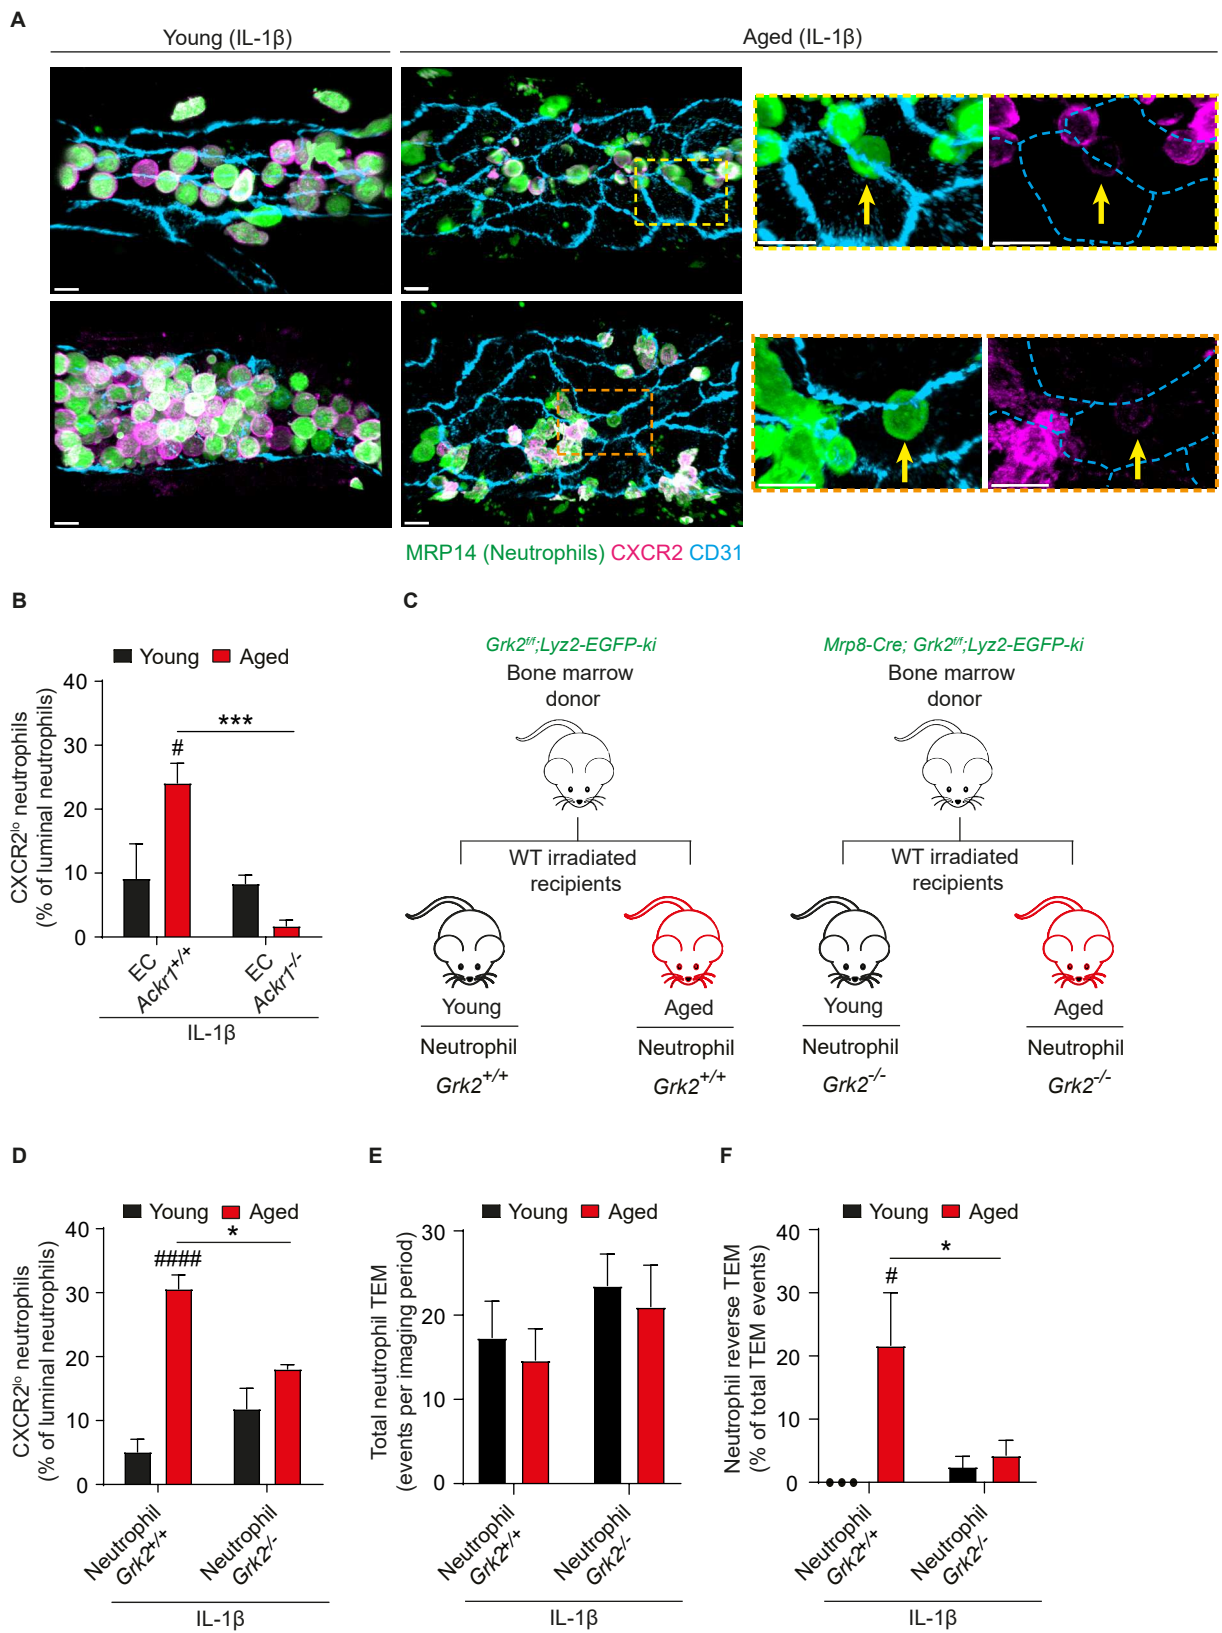 A
Young (IL-1β)
Aged (IL-1β)
MRP14 (Neutrophils) CXCR2 CD31
B
Young Aged
CXCR2lo neutrophils
(% of luminal neutrophils)
40
30
20
10
0
#
***
EC
Ackr1+/+
EC
Ackr1-/-
IL-1β
C
Grk2f/f;Lyz2-EGFP-ki
Bone marrow
donor
WT irradiated
recipients
Young
Neutrophil
Grk2+/+
Aged
Neutrophil
Grk2+/+
Mrp8-Cre; Grk2f/f;Lyz2-EGFP-ki
Bone marrow
donor
WT irradiated
recipients
Young
Neutrophil
Grk2-/-
Aged
Neutrophil
Grk2-/-
D
Young Aged
CXCR2lo neutrophils
(% of luminal neutrophils)
40
30
20
10
0
####
*
Neutrophil
Grk2+/+
Neutrophil
Grk2-/-
IL-1β
E
Young Aged
Total neutrophil TEM
(events per imaging period)
30
20
10
0
Neutrophil
Grk2+/+
Neutrophil
Grk2-/-
IL-1β
F
Young Aged
Neutrophil reverse TEM
(% of total TEM events)
40
30
20
10
0
#
*
Neutrophil
Grk2+/+
Neutrophil
Grk2-/-
IL-1β